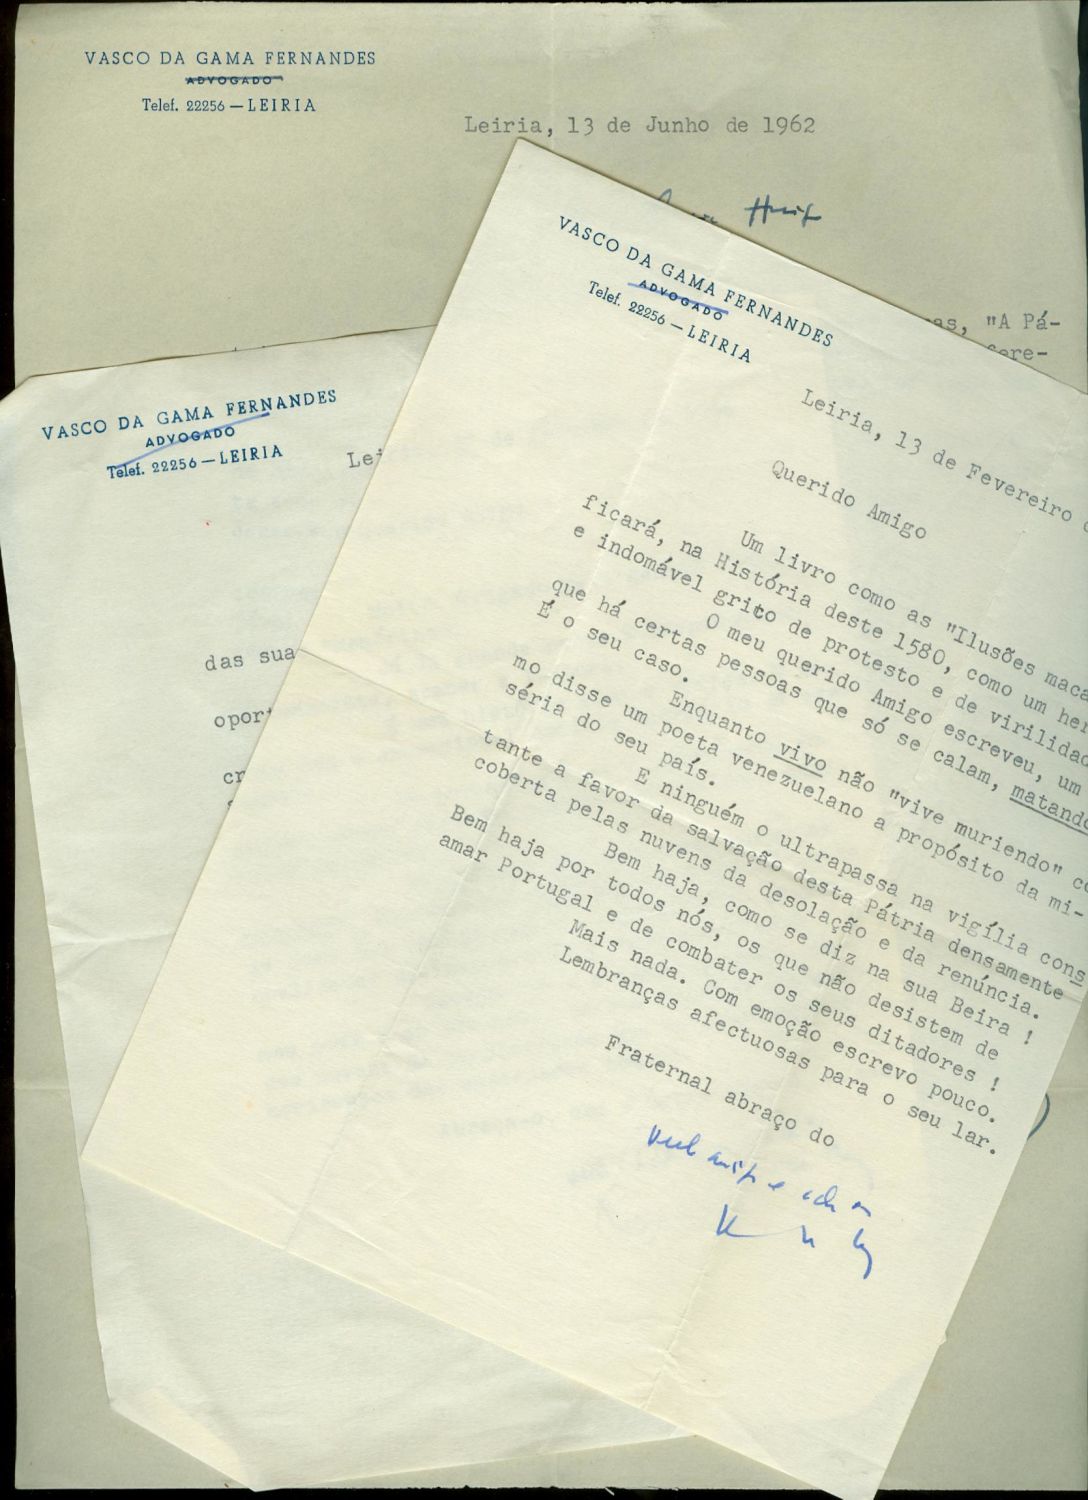 VASCO DA GAMA FERNANDES
ADVOGADO
Telef. 22256 — LEIRIA
Leiria, 13 de Junho de 1962
as, "A Pá-
fere-
VASCO DA GAMA FERNANDES
ADVOGADO
Telef. 22256 — LEIRIA
Lei
das sua
oport
cr
VASCO DA GAMA FERNANDES
ADVOGADO
Telef. 22256 — LEIRIA
Leiria, 13 de Fevereiro d
Querido Amigo
Um livro como as "Ilusões maca
ficará, na História deste 1580, como um her
e indomável grito de protesto e de virilidad
O meu querido Amigo escreveu, um
que há certas pessoas que só se calam, matando
É o seu caso.
Enquanto vivo não "vive muriendo" co
mo disse um poeta venezuelano a propósito da mi-
séria do seu país.
E ninguém o ultrapassa na vigília cons
tante a favor da salvação desta Pátria densamente
coberta pelas nuvens da desolação e da renúncia.
Bem haja, como se diz na sua Beira !
Bem haja por todos nós, os que não desistem de
amar Portugal e de combater os seus ditadores !
Mais nada. Com emoção escrevo pouco.
Lembranças afectuosas para o seu lar.
Fraternal abraço do